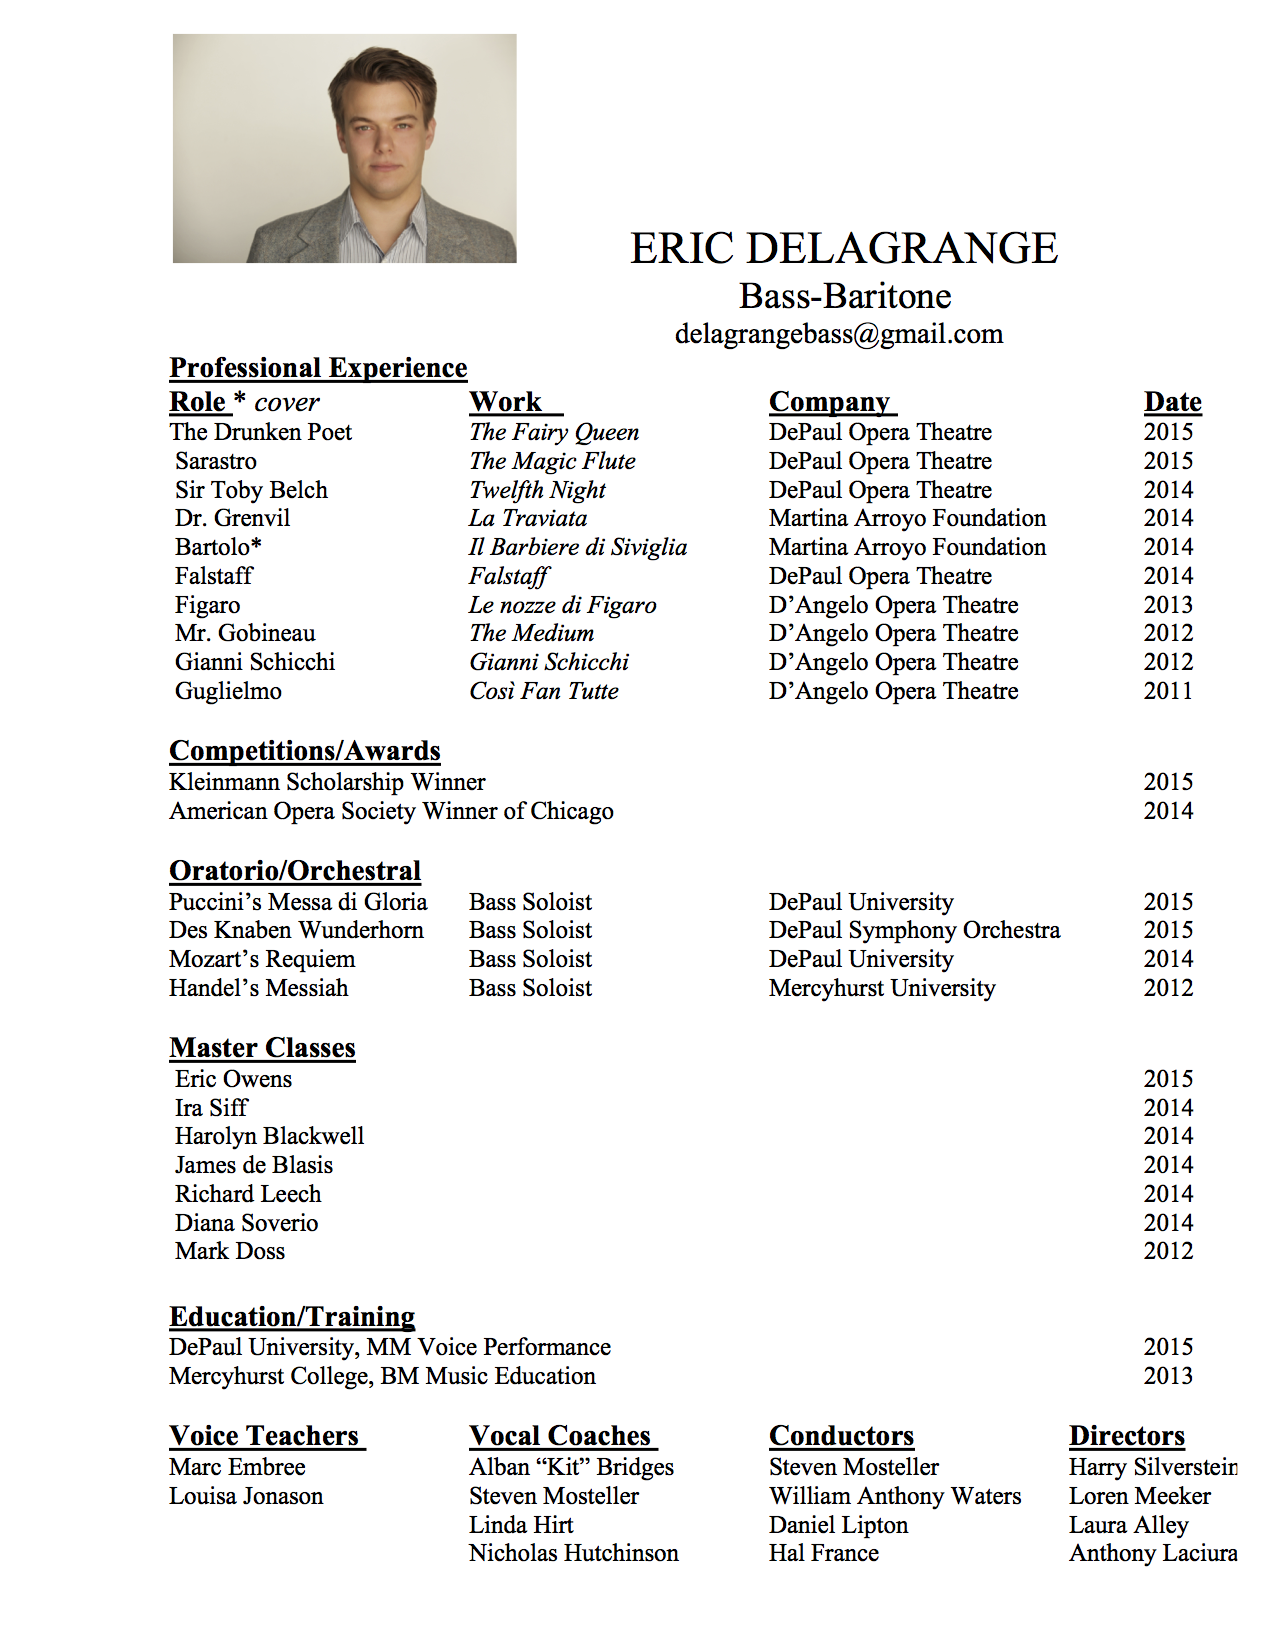 ERIC DELAGRANGE
Bass-Baritone
delagrangebass@gmail.com
Professional Experience
Role * cover Work Company Date
The Drunken Poet The Fairy Queen DePaul Opera Theatre 2015
Sarastro The Magic Flute DePaul Opera Theatre 2015
Sir Toby Belch Twelfth Night DePaul Opera Theatre 2014
Dr. Grenvil La Traviata Martina Arroyo Foundation 2014
Bartolo* Il Barbiere di Siviglia Martina Arroyo Foundation 2014
Falstaff Falstaff DePaul Opera Theatre 2014
Figaro Le nozze di Figaro D’Angelo Opera Theatre 2013
Mr. Gobineau The Medium D’Angelo Opera Theatre 2012
Gianni Schicchi Gianni Schicchi D’Angelo Opera Theatre 2012
Guglielmo Così Fan Tutte D’Angelo Opera Theatre 2011
Competitions/Awards
Kleinmann Scholarship Winner 2015
American Opera Society Winner of Chicago 2014
Oratorio/Orchestral
Puccini’s Messa di Gloria Bass Soloist DePaul University 2015
Des Knaben Wunderhorn Bass Soloist DePaul Symphony Orchestra 2015
Mozart’s Requiem Bass Soloist DePaul University 2014
Handel’s Messiah Bass Soloist Mercyhurst University 2012
Master Classes
Eric Owens 2015
Ira Siff 2014
Harolyn Blackwell 2014
James de Blasis 2014
Richard Leech 2014
Diana Soverio 2014
Mark Doss 2012
Education/Training
DePaul University, MM Voice Performance 2015
Mercyhurst College, BM Music Education 2013
Voice Teachers Vocal Coaches Conductors Directors
Marc Embree Alban “Kit” Bridges Steven Mosteller Harry Silverstein
Louisa Jonason Steven Mosteller William Anthony Waters Loren Meeker
Linda Hirt Daniel Lipton Laura Alley
Nicholas Hutchinson Hal France Anthony Laciura